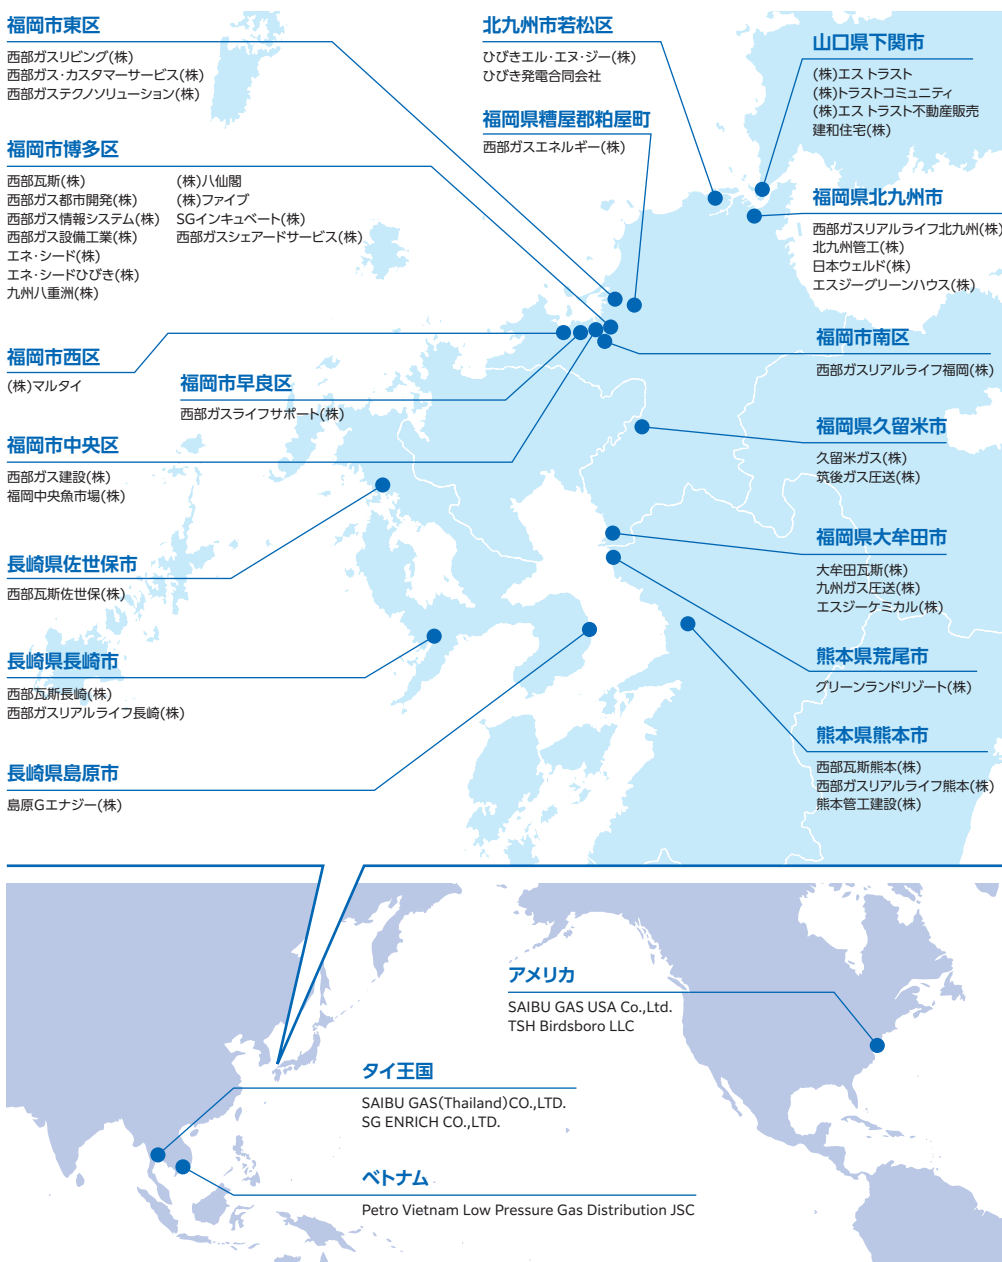 福岡市東区
西部ガスリビング(株)
西部ガス・カスタマーサービス(株)
西部ガステクノソリューション(株)
福岡市博多区
西部瓦斯(株)
西部ガス都市開発(株)
西部ガス情報システム(株)
西部ガス設備工業(株)
エネ・シード(株)
エネ・シードひびき(株)
九州八重洲(株)
(株)八仙閣
(株)ファイブ
SGインキュベート(株)
西部ガスシェアードサービス(株)
福岡市西区
(株)マルタイ
福岡市早良区
西部ガスライフサポート(株)
福岡市中央区
西部ガス建設(株)
福岡中央魚市場(株)
長崎県佐世保市
西部瓦斯佐世保(株)
長崎県長崎市
西部瓦斯長崎(株)
西部ガスリアルライフ長崎(株)
長崎県島原市
島原Gエナジー(株)
北九州市若松区
ひびきエル・エヌ・ジー(株)
ひびき発電合同会社
福岡県糟屋郡粕屋町
西部ガスエネルギー(株)
山口県下関市
(株)エストラスト
(株)トラストコミュニティ
(株)エストラスト不動産販売
建和住宅(株)
福岡県北九州市
西部ガスリアルライフ北九州(株)
北九州管工(株)
日本ウェルド(株)
エスジーグリーンハウス(株)
福岡市南区
西部ガスリアルライフ福岡(株)
福岡県久留米市
久留米ガス(株)
筑後ガス圧送(株)
福岡県大牟田市
大牟田瓦斯(株)
九州ガス圧送(株)
エスジーケミカル(株)
熊本県荒尾市
グリーンランドリゾート(株)
熊本県熊本市
西部瓦斯熊本(株)
西部ガスリアルライフ熊本(株)
熊本管工建設(株)
アメリカ
SAIBU GAS USA Co.,Ltd.
TSH Birdsboro LLC
タイ王国
SAIBU GAS(Thailand)CO.,LTD.
SG ENRICH CO.,LTD.
ベトナム
Petro Vietnam Low Pressure Gas Distribution JSC